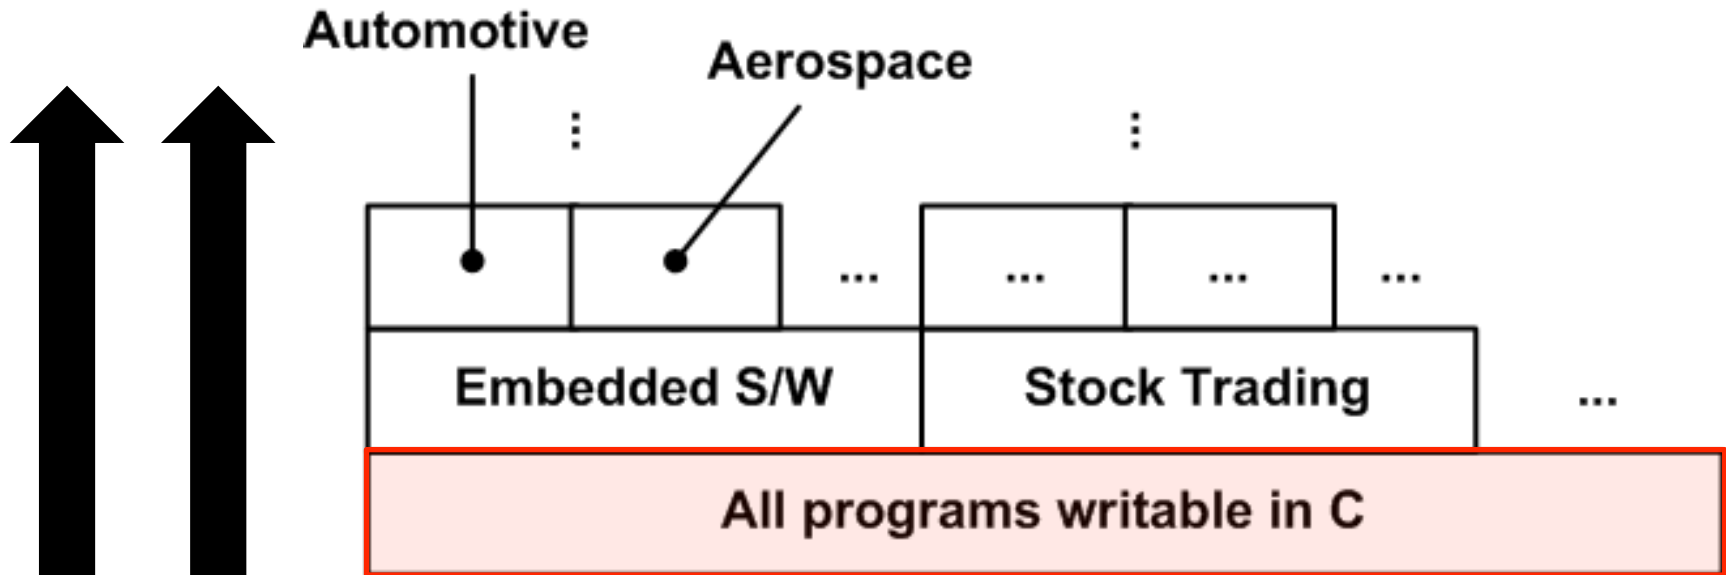 Automotive
Aerospace
⋮ ⋮
... ... ... ...
Embedded S/W Stock Trading ...
All programs writable in C